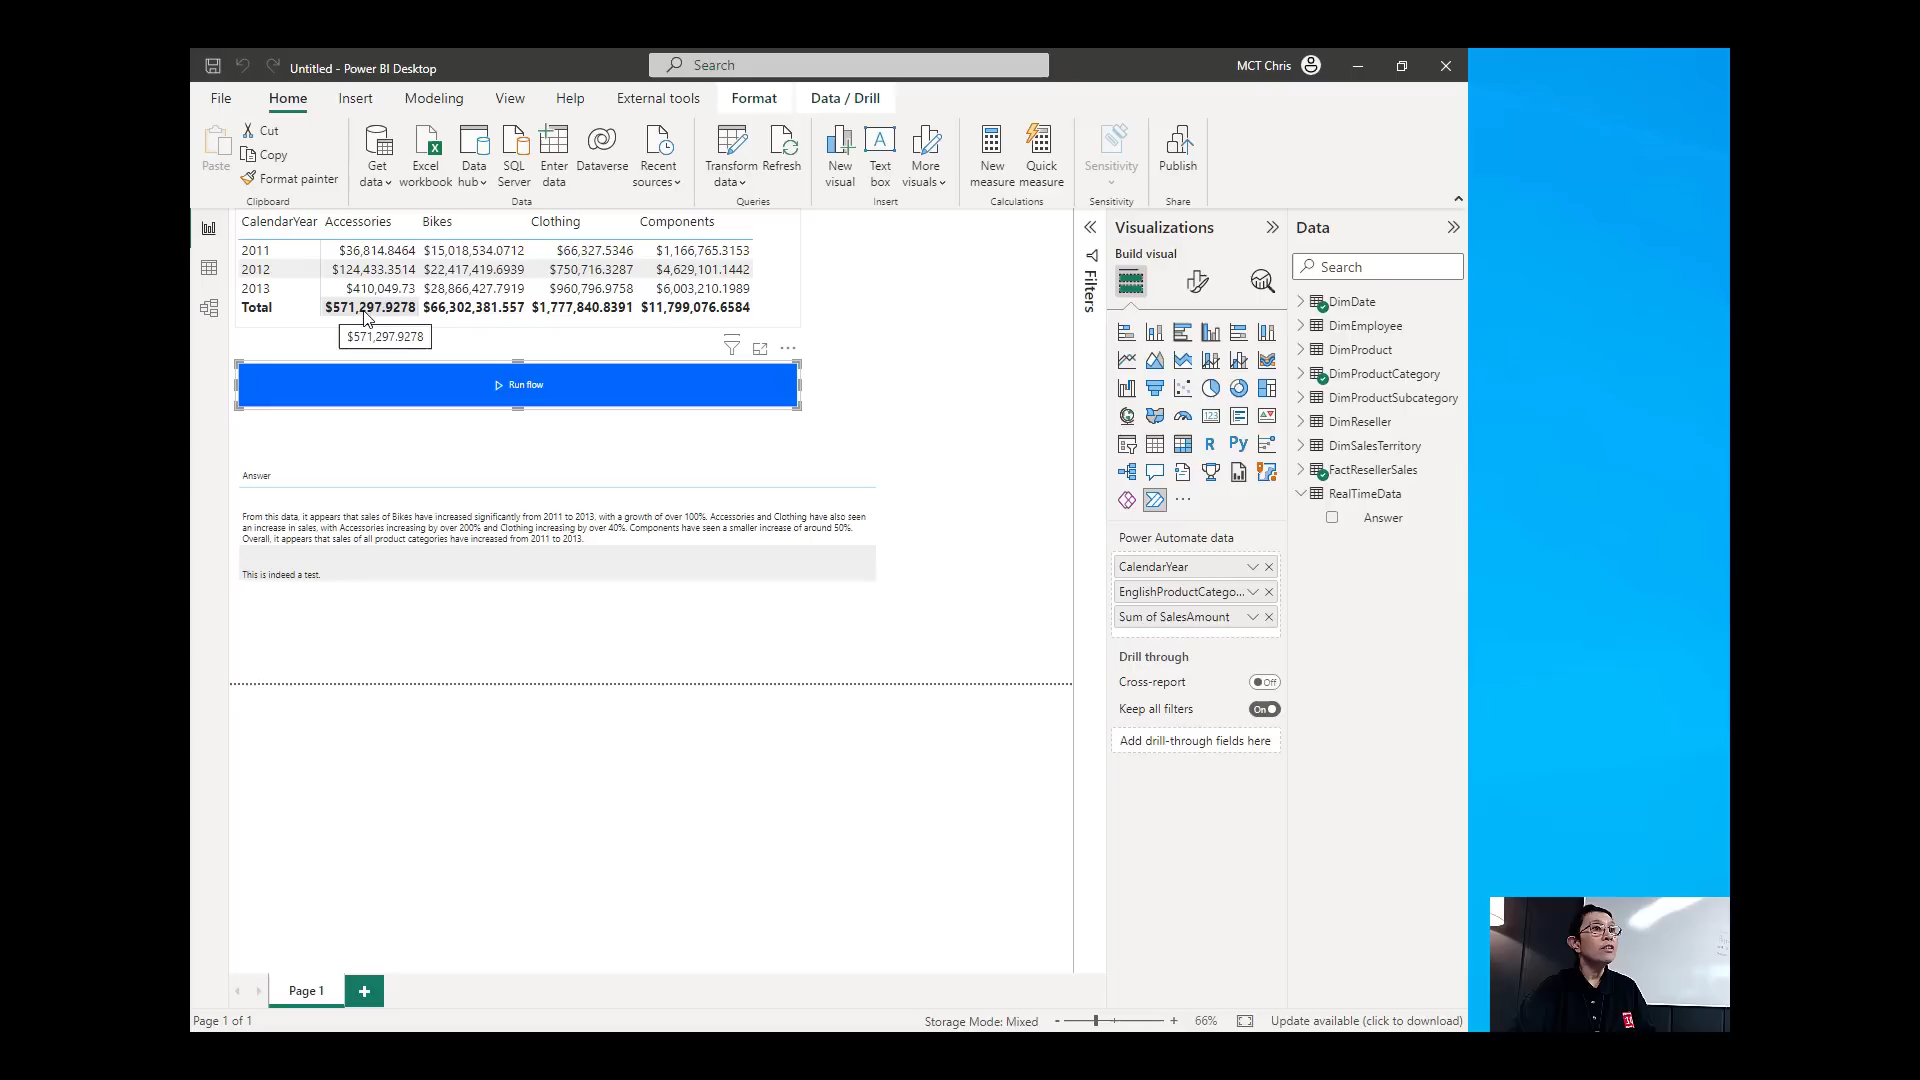 Untitled - Power BI Desktop
Search
MCT Chris
File
Home
Insert
Modeling
View
Help
External tools
Format
Data / Drill
Paste
Cut
Copy
Format painter
Clipboard
Get data
Excel workbook
Data hub
SQL Server
Enter data
Dataverse
Recent sources
Data
Transform data
Refresh
Queries
New visual
Text box
More visuals
Insert
New measure
Quick measure
Calculations
Sensitivity
Sensitivity
Publish
Share
CalendarYear Accessories Bikes Clothing Components
2011 $36,814.8464 $15,018,534.0712 $66,327.5346 $1,166,765.3153
2012 $124,433.3514 $22,417,419.6939 $750,716.3287 $4,629,101.1442
2013 $410,049.73 $28,866,427.7919 $960,796.9758 $6,003,210.1989
Total $571,297.9278 $66,302,381.557 $1,777,840.8391 $11,799,076.6584
$571,297.9278
Run flow
Answer
From this data, it appears that sales of Bikes have increased significantly from 2011 to 2013, with a growth of over 100%. Accessories and Clothing have also seen
an increase in sales, with Accessories increasing by over 200% and Clothing increasing by over 40%. Components have seen a smaller increase of around 50%.
Overall, it appears that sales of all product categories have increased from 2011 to 2013.
This is indeed a test.
Filters
Visualizations
Build visual
123
R
Py
Power Automate data
CalendarYear
EnglishProductCatego...
Sum of SalesAmount
Drill through
Cross-report
Off
Keep all filters
On
Add drill-through fields here
Data
Search
DimDate
DimEmployee
DimProduct
DimProductCategory
DimProductSubcategory
DimReseller
DimSalesTerritory
FactResellerSales
RealTimeData
Answer
Page 1
Page 1 of 1
Storage Mode: Mixed
- + 66%
Update available (click to download)